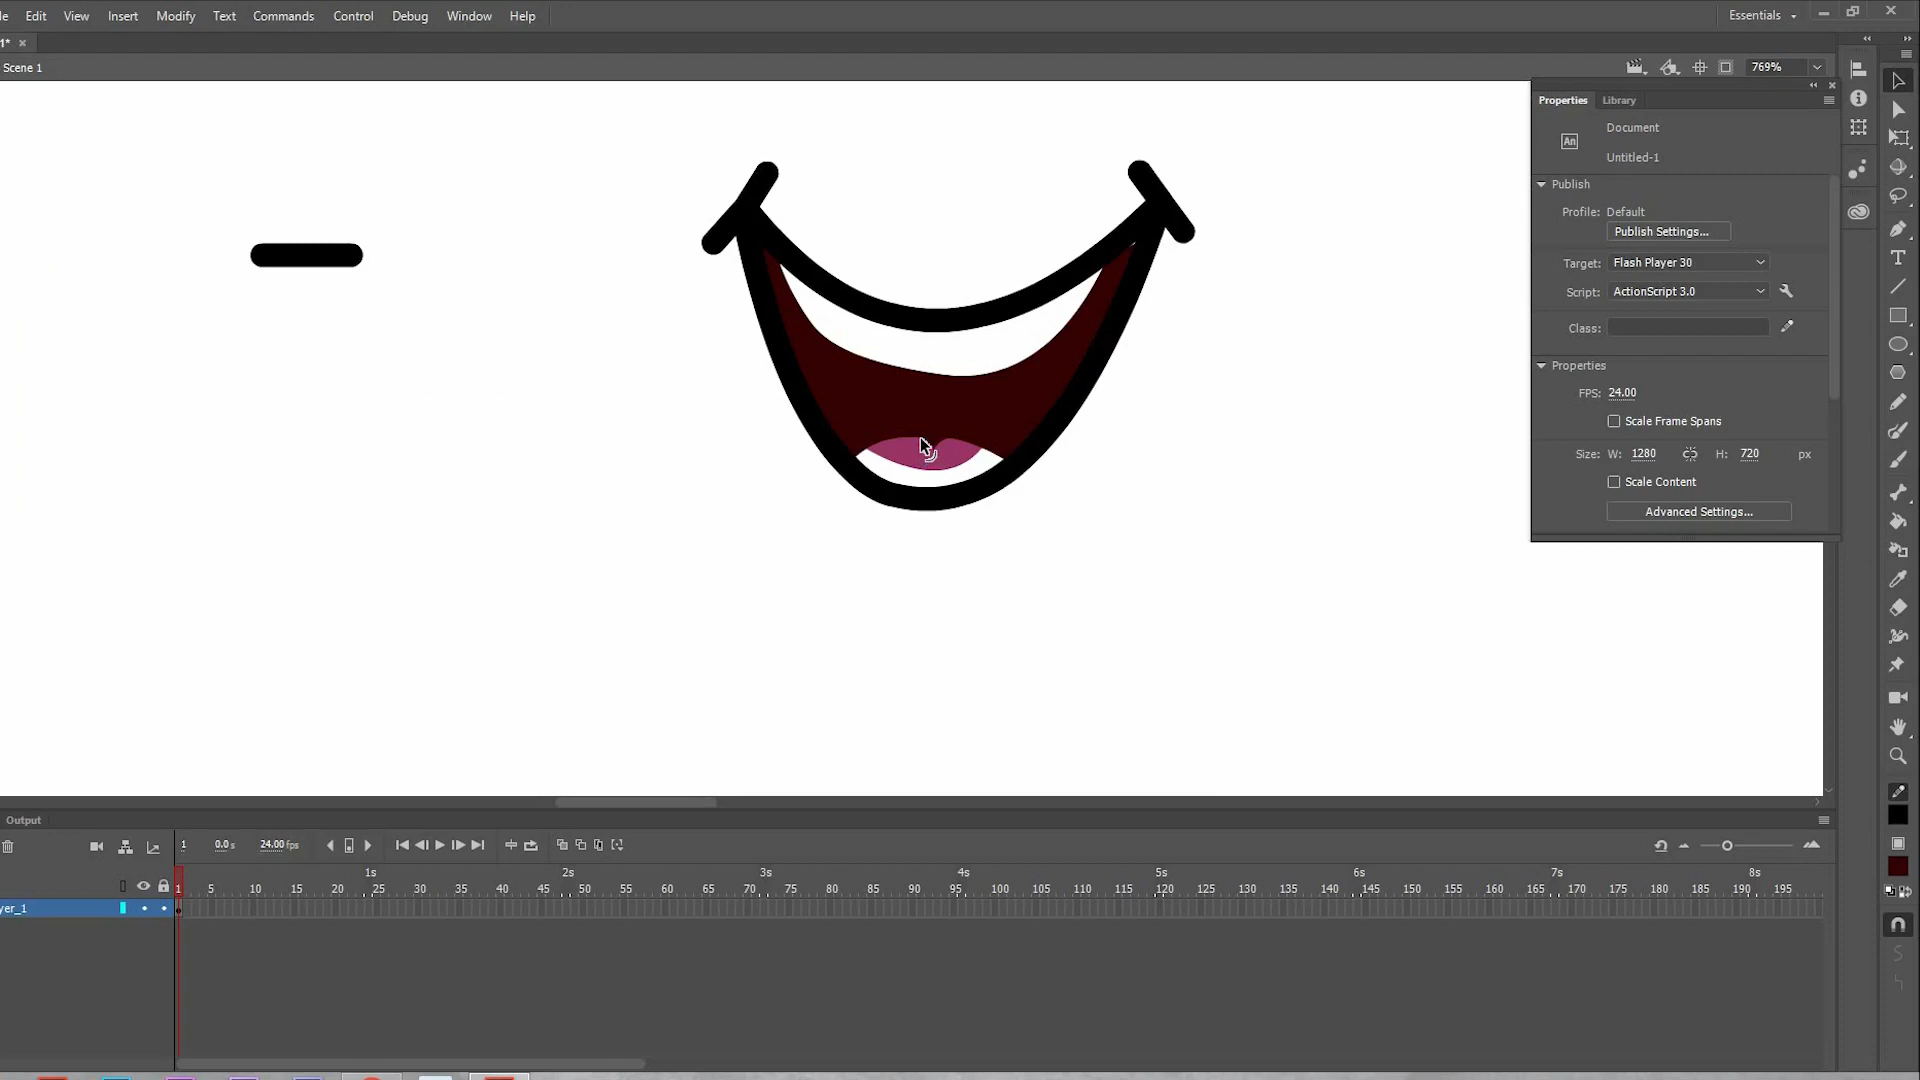 le Edit View Insert Modify Text Commands Control Debug Window Help
Essentials
1*
Scene 1
769%
Properties Library
An
Document
Untitled-1
Publish
Profile: Default
Publish Settings...
Target: Flash Player 30
Script: ActionScript 3.0
Class:
Properties
FPS: 24.00
Scale Frame Spans
Size: W: 1280 H: 720 px
Scale Content
Advanced Settings...
Output
1 0.0 s 24.00 fps
1s 2s 3s 4s 5s 6s 7s 8s
1 5 10 15 20 25 30 35 40 45 50 55 60 65 70 75 80 85 90 95 100 105 110 115 120 125 130 135 140 145 150 155 160 165 170 175 180 185 190 195
yer_1